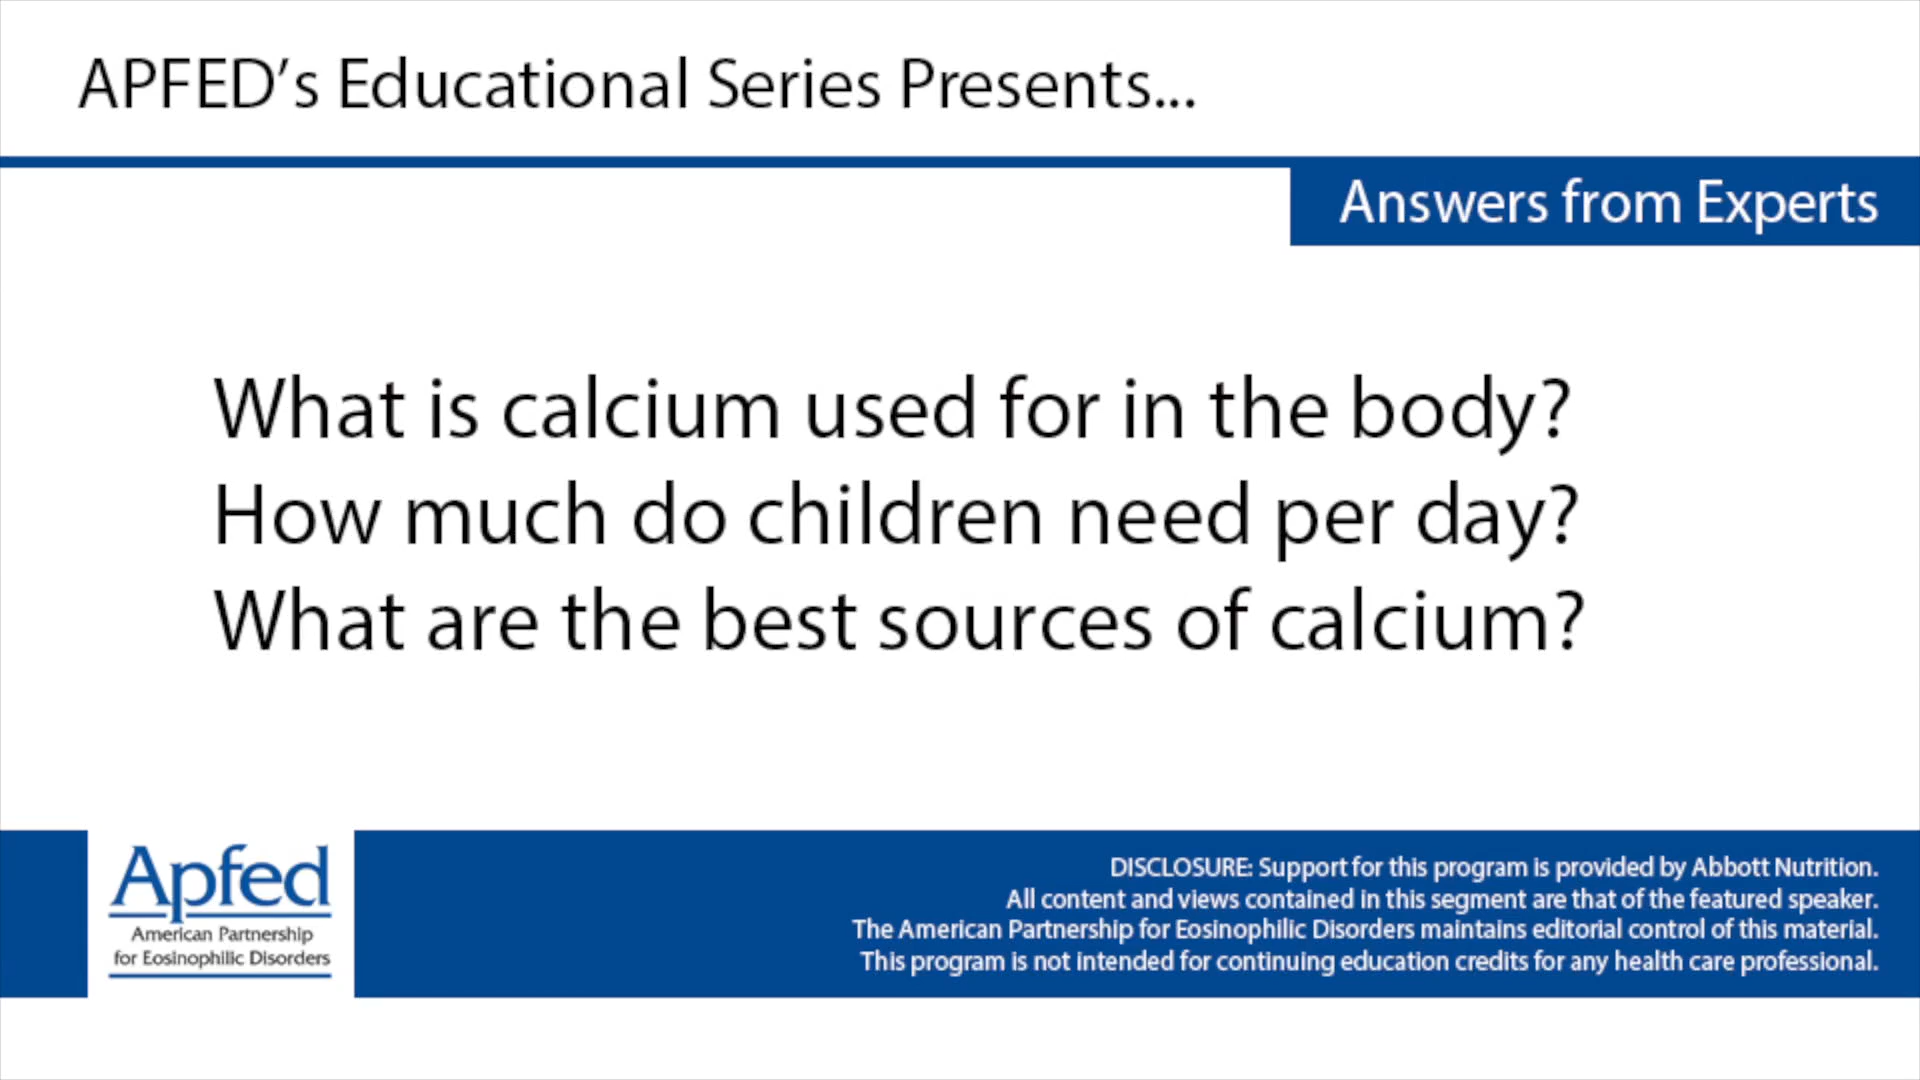 APFED’s Educational Series Presents...
Answers from Experts
What is calcium used for in the body?
How much do children need per day?
What are the best sources of calcium?
Apfed
American Partnership
for Eosinophilic Disorders
DISCLOSURE: Support for this program is provided by Abbott Nutrition.
All content and views contained in this segment are that of the featured speaker.
The American Partnership for Eosinophilic Disorders maintains editorial control of this material.
This program is not intended for continuing education credits for any health care professional.